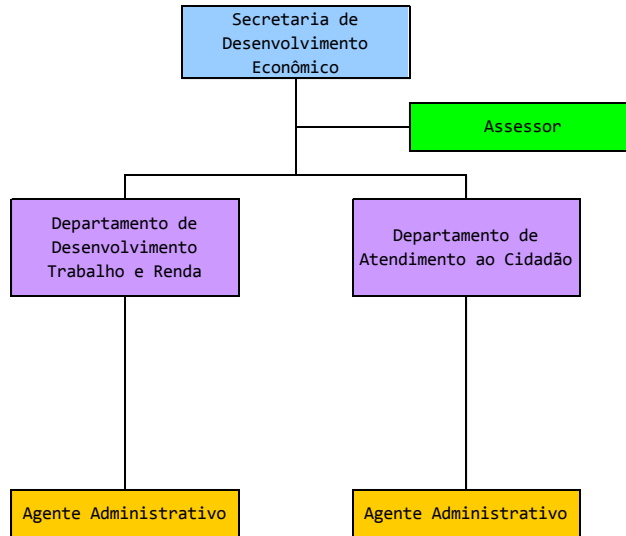 Secretaria de
Desenvolvimento
Econômico
Assessor
Departamento de
Desenvolvimento
Trabalho e Renda
Departamento de
Atendimento ao Cidadão
Agente Administrativo
Agente Administrativo